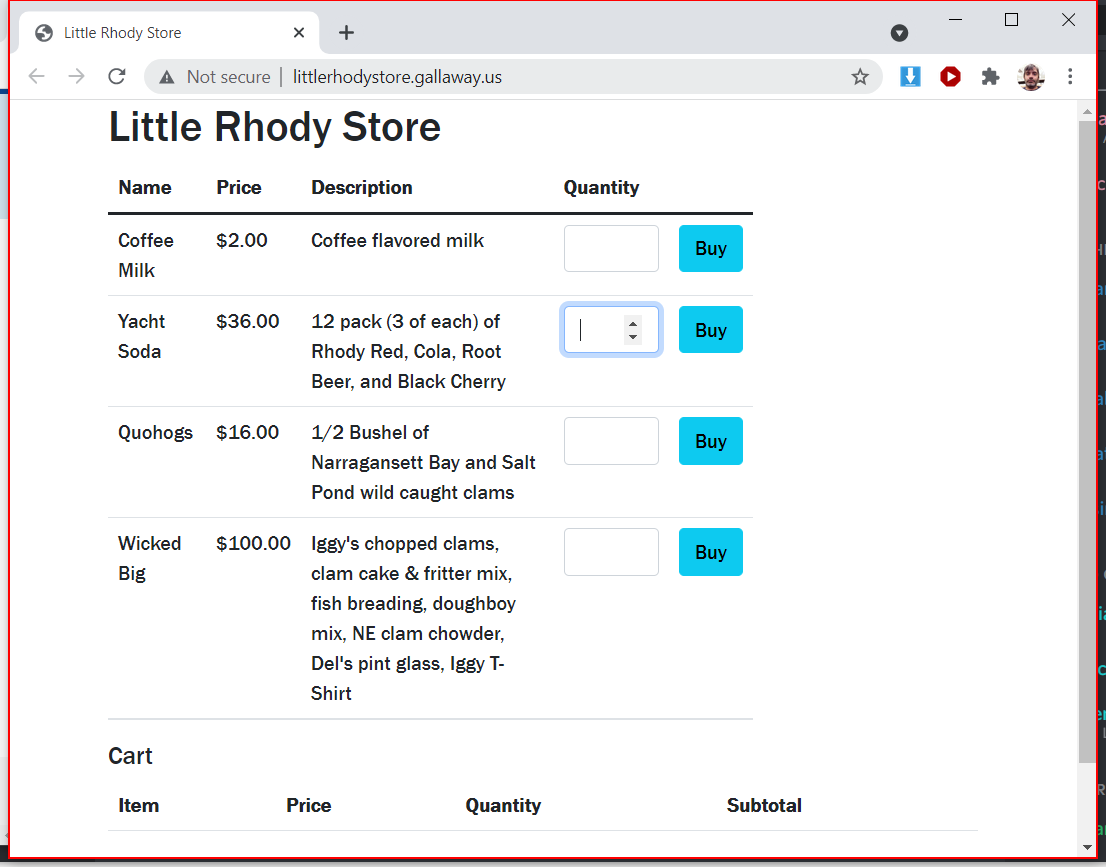 Little Rhody Store
Not secure | littlerhodystore.gallaway.us
Little Rhody Store
Name Price Description Quantity
Coffee $2.00 Coffee flavored milk Buy
Milk
Yacht $36.00 12 pack (3 of each) of Buy
Soda Rhody Red, Cola, Root
Beer, and Black Cherry
Quohogs $16.00 1/2 Bushel of Buy
Narragansett Bay and Salt
Pond wild caught clams
Wicked $100.00 Iggy's chopped clams, Buy
Big clam cake & fritter mix,
fish breading, doughboy
mix, NE clam chowder,
Del's pint glass, Iggy T-
Shirt
Cart
Item Price Quantity Subtotal